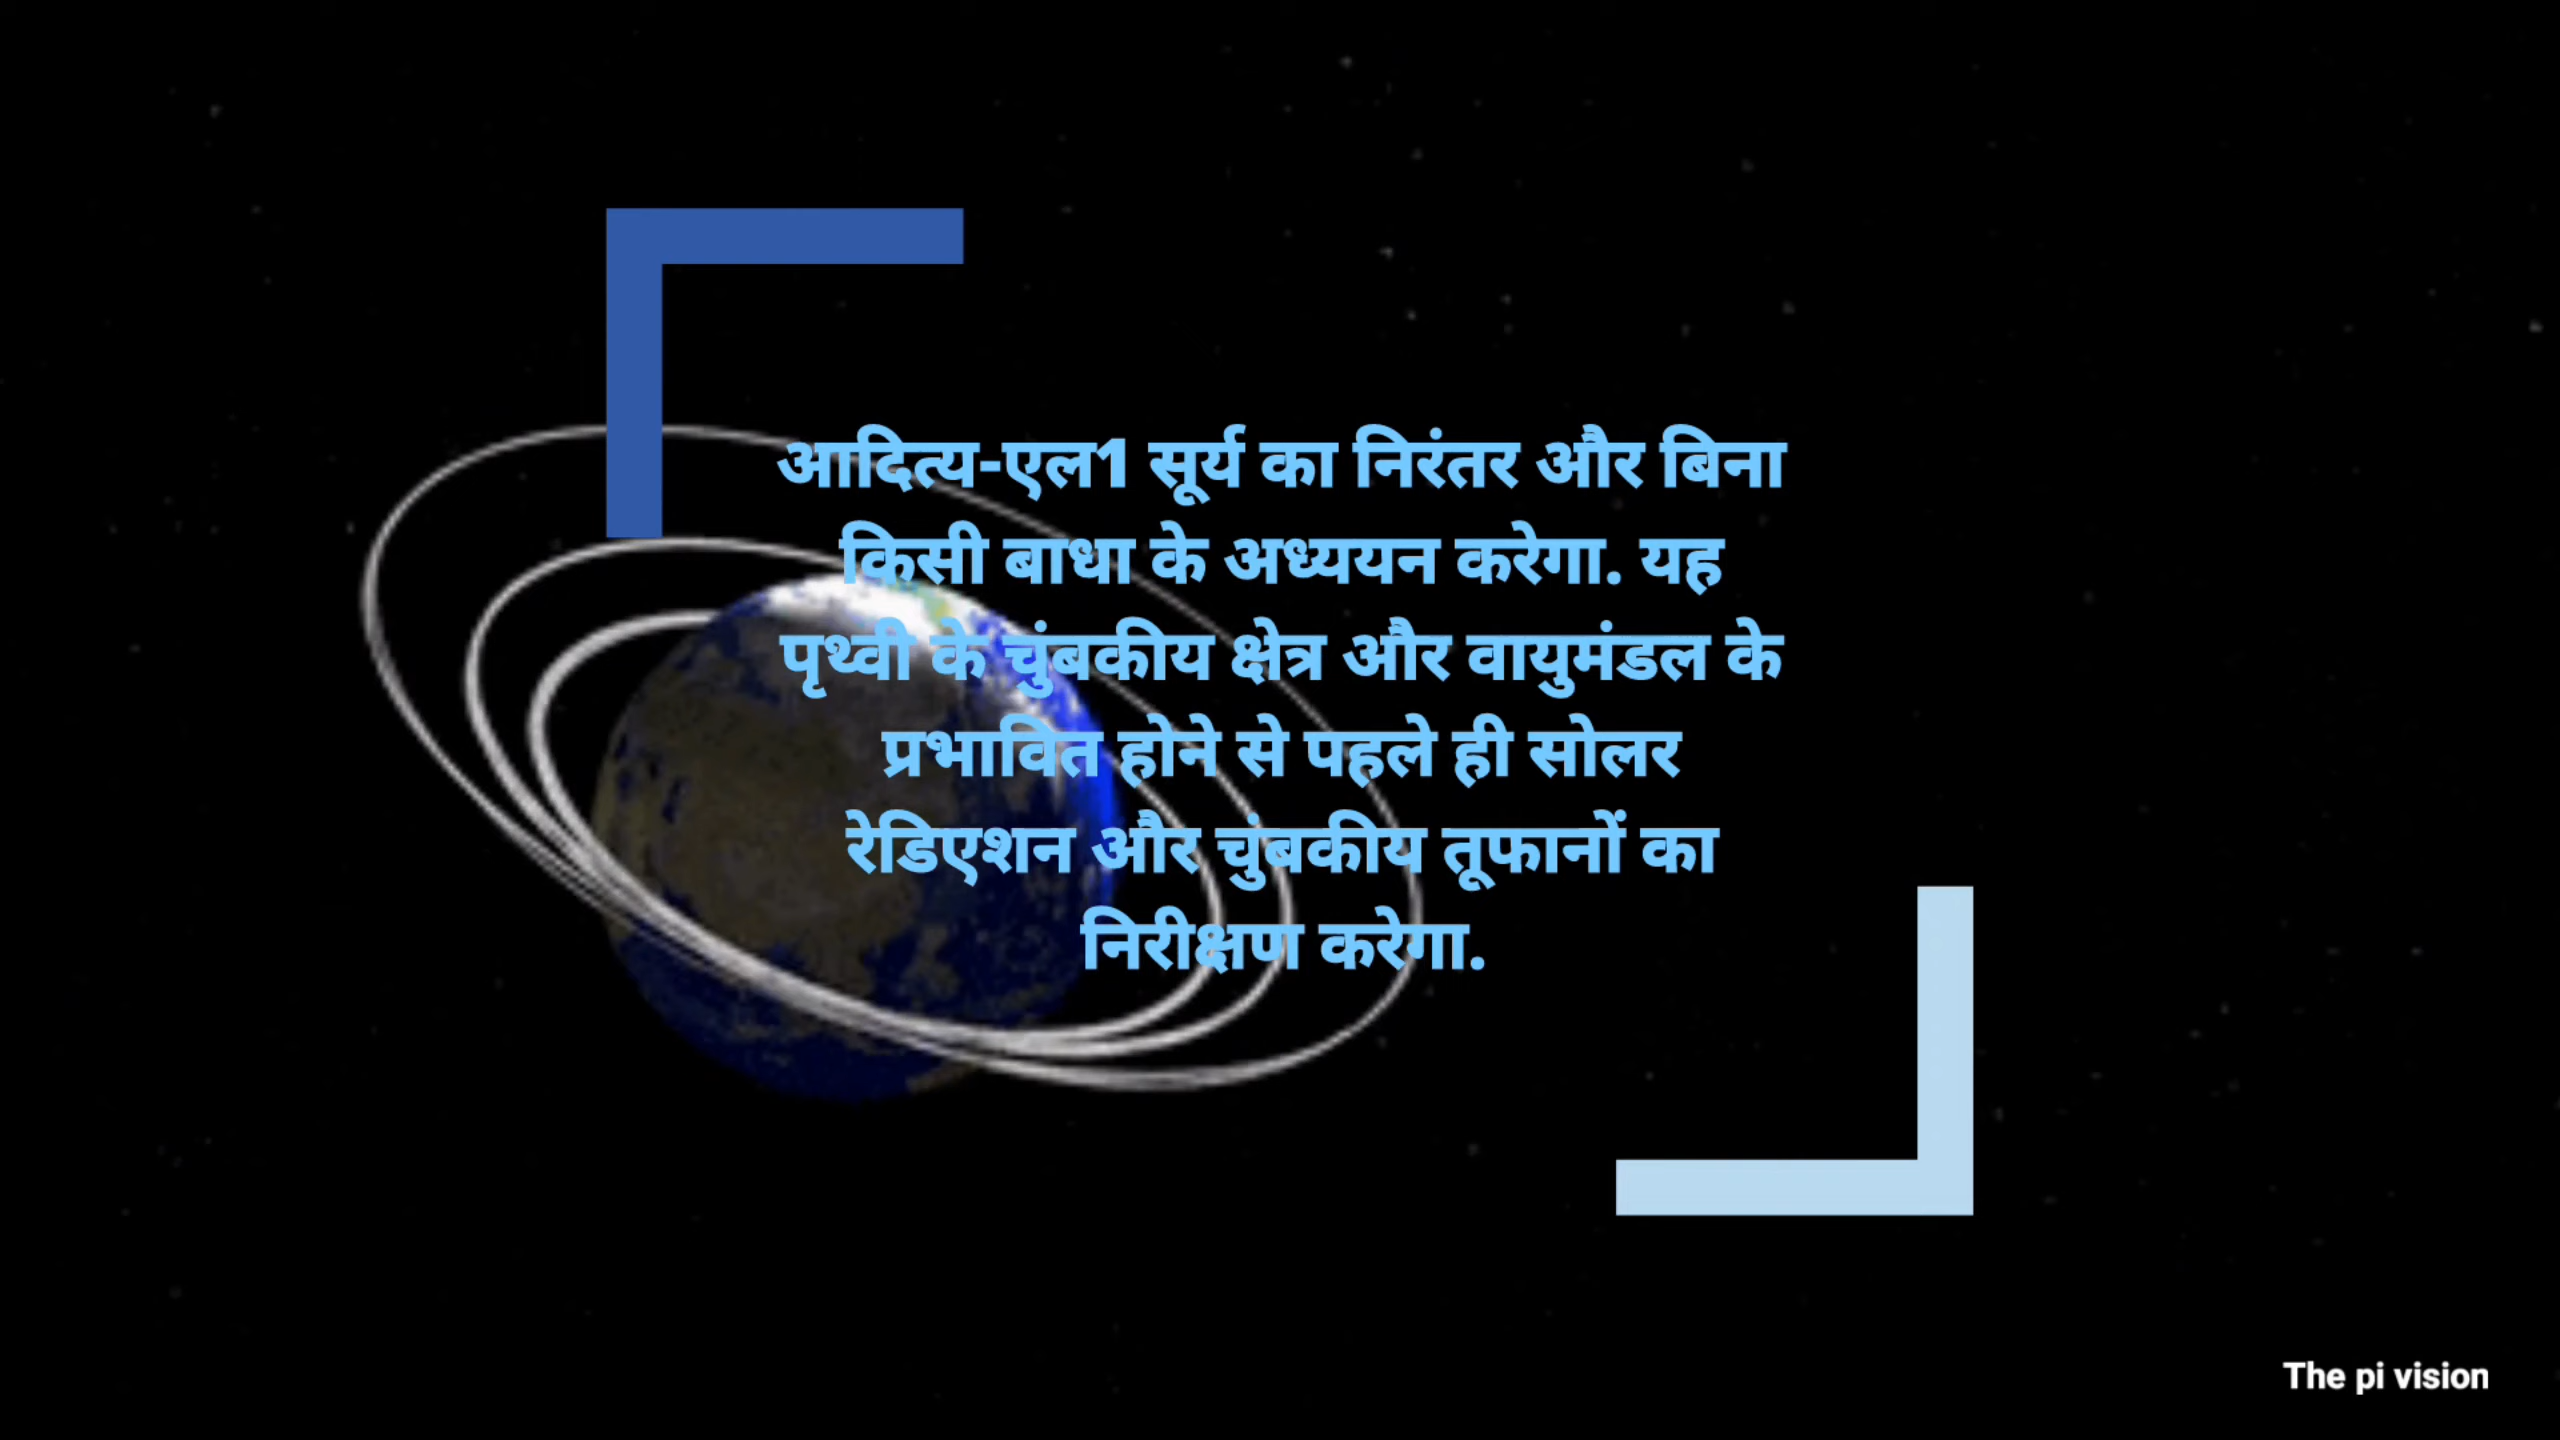 आदित्य-एल1 सूर्य का निरंतर और बिना
किसी बाधा के अध्ययन करेगा. यह
पृथ्वी के चुंबकीय क्षेत्र और वायुमंडल के
प्रभावित होने से पहले ही सोलर
रेडिएशन और चुंबकीय तूफानों का
निरीक्षण करेगा.
The pi vision